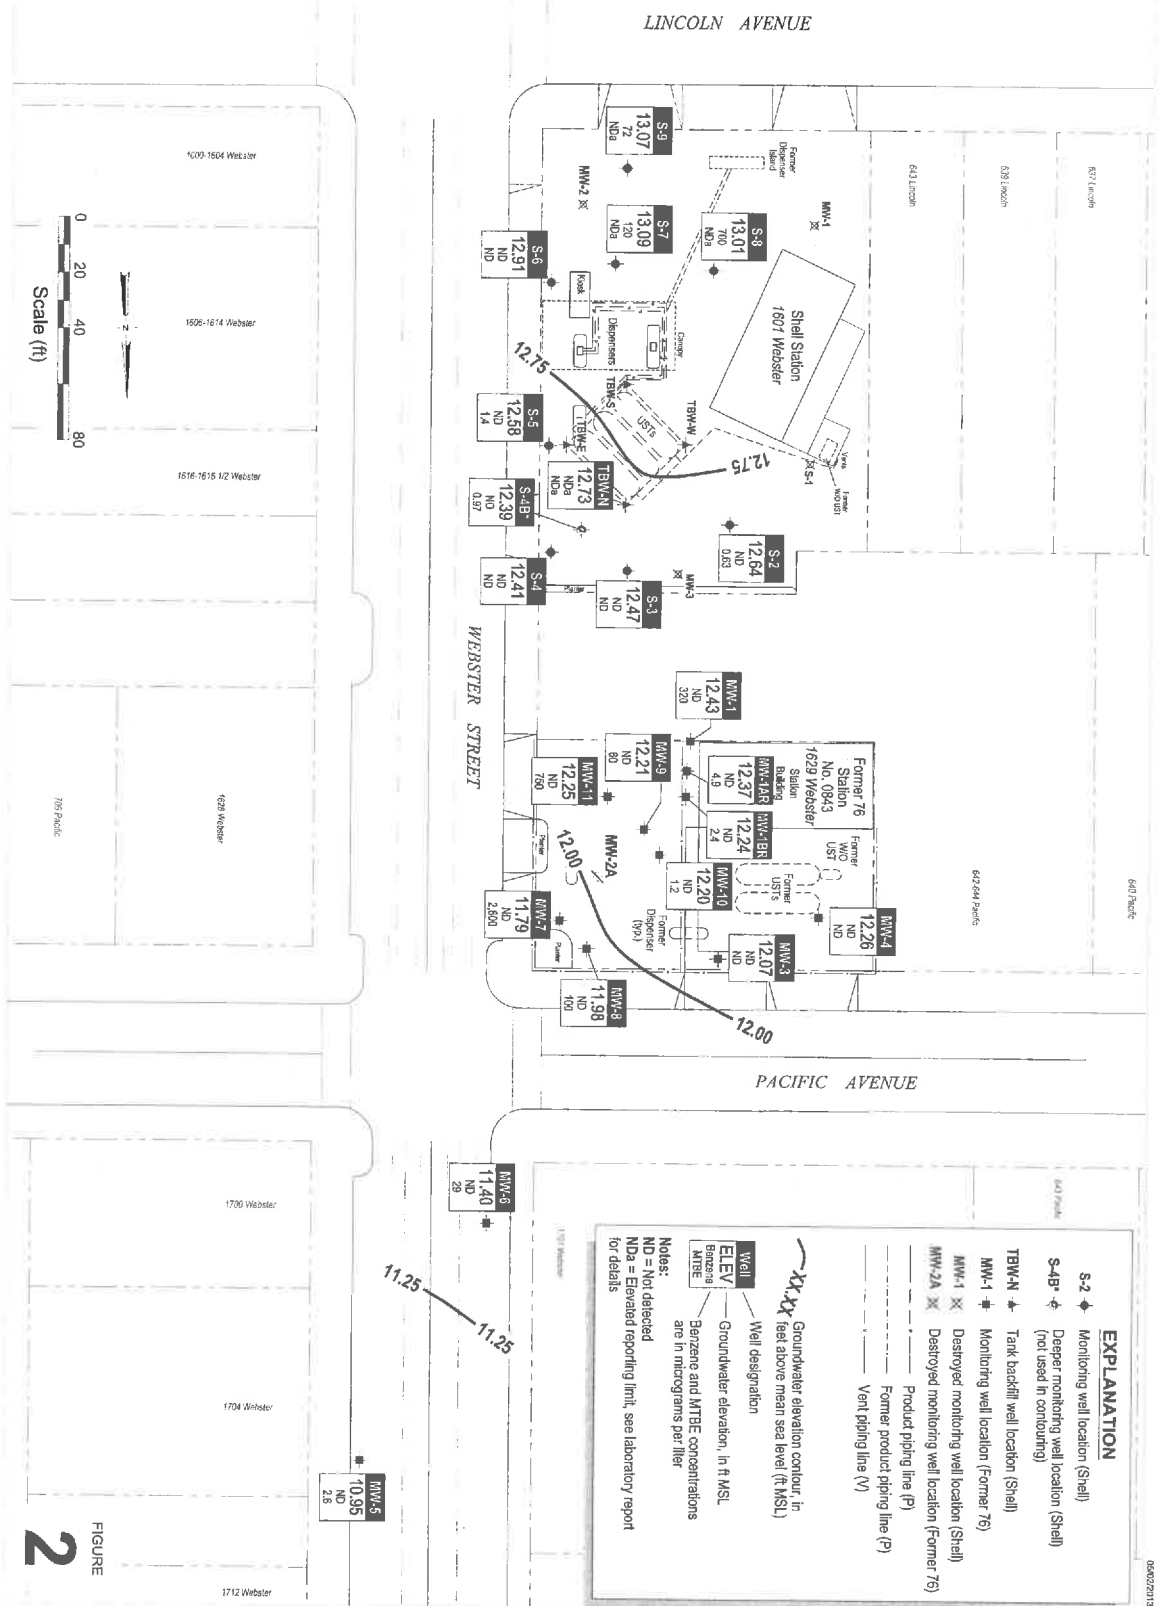 LINCOLN AVENUE
S-9
13.07
72
NDa
Former
Dispenser
Island
MW-2
MW-1
643 Lincoln
639 Lincoln
637 Lincoln
1600-1604 Webster
S-7
13.09
120
NDa
S-8
13.01
700
NDa
S-6
12.91
ND
ND
Kiosk
Dispensers
Canopy
Shell Station
1601 Webster
0
20
40
80
Scale (ft)
1606-1614 Webster
12.75
TBW-S
USTs
TBW-W
TBW-E
12.75
Vents
Former
W/O UST
S-1
S-5
12.58
ND
1.4
TBW-N
12.73
NDa
NDa
S-4B*
12.39
ND
0.97
1616-1616 1/2 Webster
S-2
12.64
ND
0.63
S-4
12.41
ND
ND
Planter
S-3
12.47
ND
ND
MW-3
WEBSTER STREET
MW-1
12.43
ND
320
MW-9
12.21
ND
60
MW-11
12.25
ND
750
Former 76
Station
No. 0843
1629 Webster
Station
Building
MW-1AR
12.37
ND
4.9
MW-1BR
12.24
ND
2.4
Former
W/O
UST
Former
USTs
MW-10
12.20
ND
1.2
MW-2A
12.00
Planter
642-644 Pacific
640 Pacific
1628 Webster
706 Pacific
MW-7
11.79
ND
2,600
Planter
Former
Dispenser
(typ.)
MW-4
12.26
ND
ND
MW-3
12.07
ND
ND
MW-8
11.98
ND
100
12.00
PACIFIC AVENUE
MW-6
11.40
ND
29
1700 Webster
643 Pacific
1701 Webster
11.25
11.25
1704 Webster
MW-5
10.95
ND
2.6
1712 Webster
EXPLANATION
S-2 Monitoring well location (Shell)
S-4B* Deeper monitoring well location (Shell)
(not used in contouring)
TBW-N Tank backfill well location (Shell)
MW-1 Monitoring well location (Former 76)
MW-1 Destroyed monitoring well location (Shell)
MW-2A Destroyed monitoring well location (Former 76)
Product piping line (P)
Former product piping line (P)
Vent piping line (V)
XX.XX Groundwater elevation contour, in
feet above mean sea level (ft MSL)
Well Well designation
ELEV Groundwater elevation, in ft MSL
Benzene
MTBE
Benzene and MTBE concentrations
are in micrograms per liter
Notes:
ND = Not detected
NDa = Elevated reporting limit, see laboratory report
for details
FIGURE
2
05/02/2013